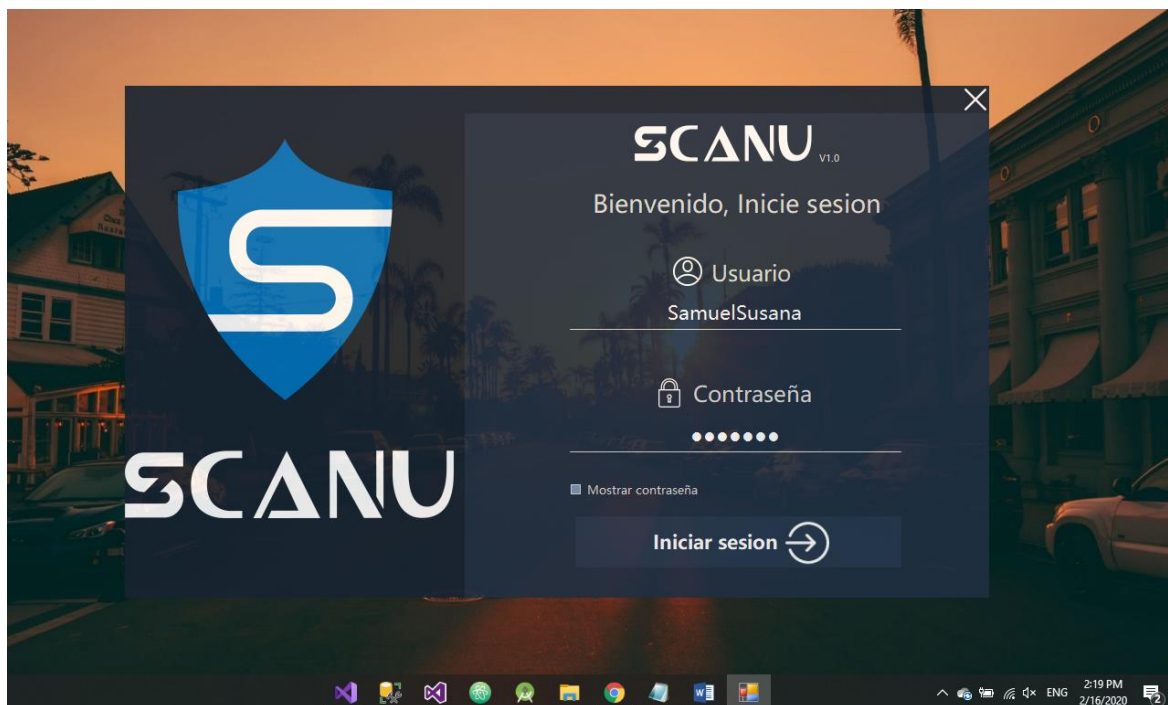 SCANU V1.0
Bienvenido, Inicie sesion
Usuario
SamuelSusana
Contraseña
●●●●●●●
Mostrar contraseña
Iniciar sesion
S
SCANU
ENG
2:19 PM
2/16/2020
2